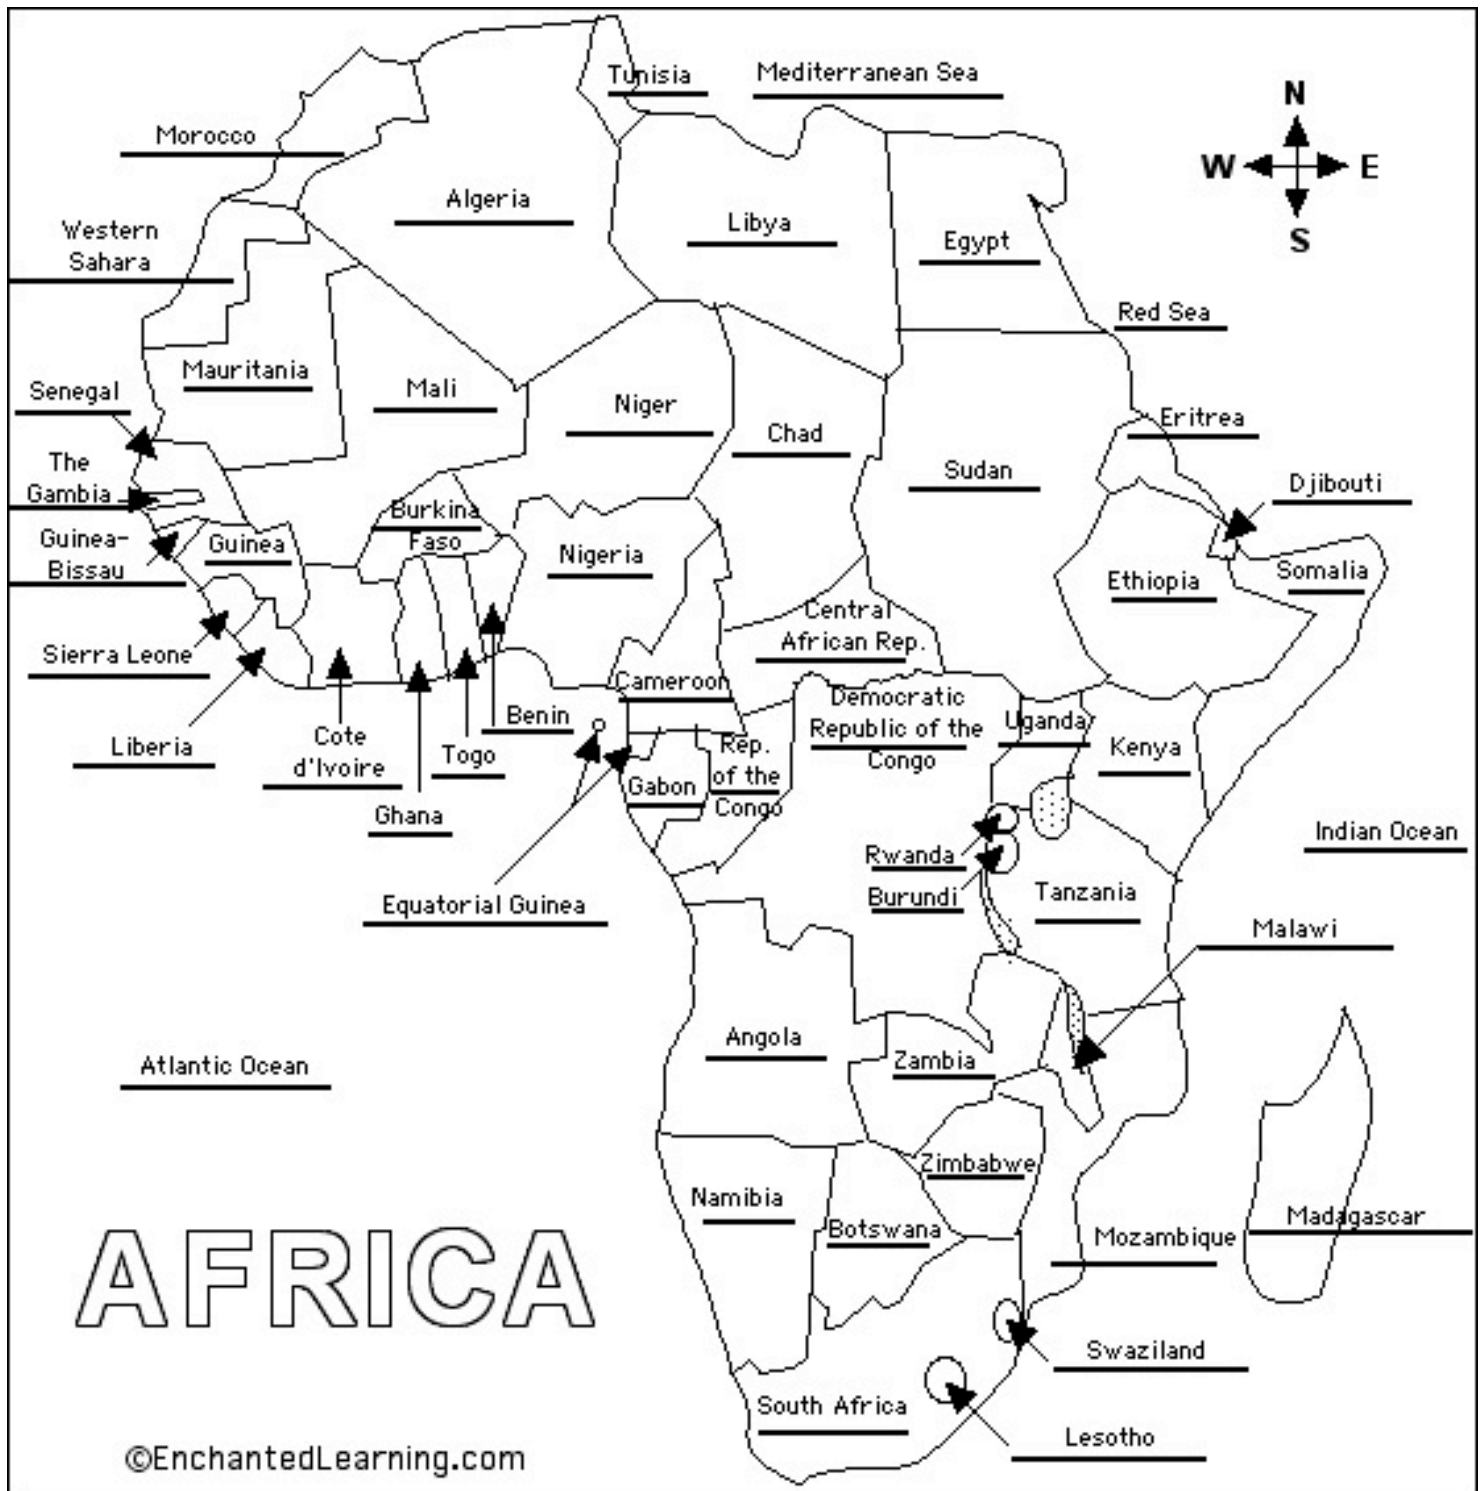 Tunisia
Mediterranean Sea
N
Morocco
W
E
Algeria
Libya
Western
Sahara
Egypt
S
Red Sea
Mauritania
Senegal
Mali
Niger
Chad
Eritrea
Sudan
The
Gambia
Djibouti
Burkina
Faso
Guinea-
Bissau
Guinea
Nigeria
Ethiopia
Somalia
Central
African Rep.
Sierra Leone
Cameroon
Democratic
Republic of the
Congo
Uganda
Benin
Liberia
Cote
d'Ivoire
Togo
Rep.
of the
Congo
Kenya
Gabon
Ghana
Indian Ocean
Rwanda
Burundi
Tanzania
Equatorial Guinea
Malawi
Angola
Zambia
Atlantic Ocean
Zimbabwe
Namibia
Botswana
Madagascar
Mozambique
AFRICA
Swaziland
South Africa
Lesotho
©EnchantedLearning.com